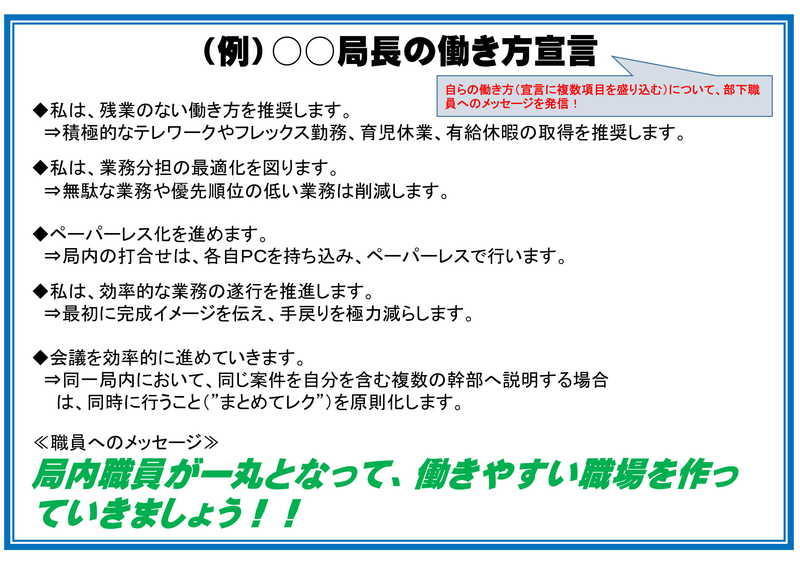 （例）○○局長の働き方宣言
自らの働き方（宣言に複数項目を盛り込む）について、部下職
員へのメッセージを発信！
◆私は、残業のない働き方を推奨します。
⇒積極的なテレワークやフレックス勤務、育児休業、有給休暇の取得を推奨します。
◆私は、業務分担の最適化を図ります。
⇒無駄な業務や優先順位の低い業務は削減します。
◆ペーパーレス化を進めます。
⇒局内の打合せは、各自PCを持ち込み、ペーパーレスで行います。
◆私は、効率的な業務の遂行を推進します。
⇒最初に完成イメージを伝え、手戻りを極力減らします。
◆会議を効率的に進めていきます。
⇒同一局内において、同じ案件を自分を含む複数の幹部へ説明する場合
は、同時に行うこと（”まとめてレク”）を原則化します。
≪職員へのメッセージ≫
局内職員が一丸となって、働きやすい職場を作っ
ていきましょう！！